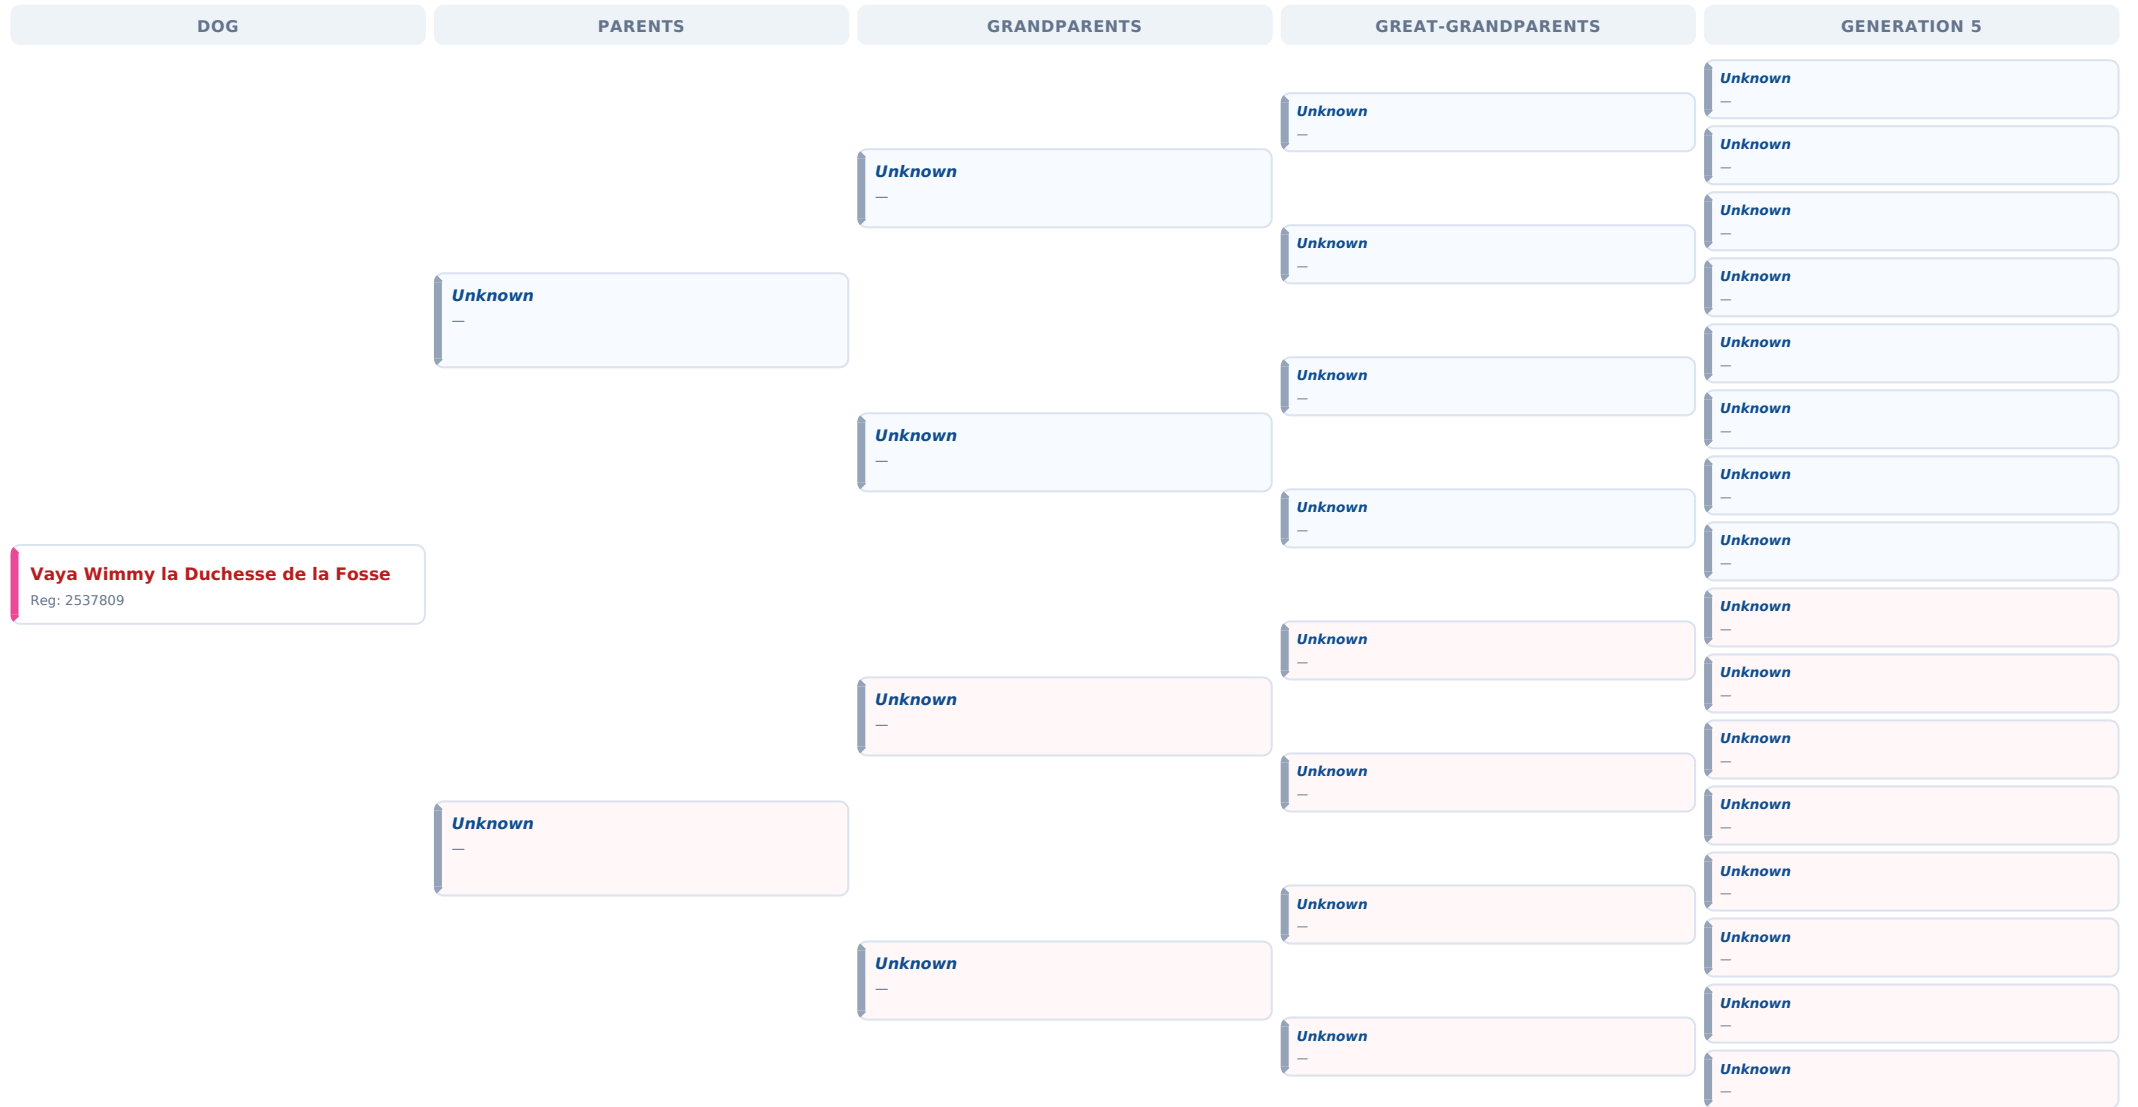 DOG
PARENTS
GRANDPARENTS
GREAT-GRANDPARENTS
GENERATION 5
Vaya Wimmy la Duchesse de la Fosse
Reg: 2537809
Unknown
—
Unknown
—
Unknown
—
Unknown
—
Unknown
—
Unknown
—
Unknown
—
Unknown
—
Unknown
—
Unknown
—
Unknown
—
Unknown
—
Unknown
—
Unknown
—
Unknown
—
Unknown
—
Unknown
—
Unknown
—
Unknown
—
Unknown
—
Unknown
—
Unknown
—
Unknown
—
Unknown
—
Unknown
—
Unknown
—
Unknown
—
Unknown
—
Unknown
—
Unknown
—